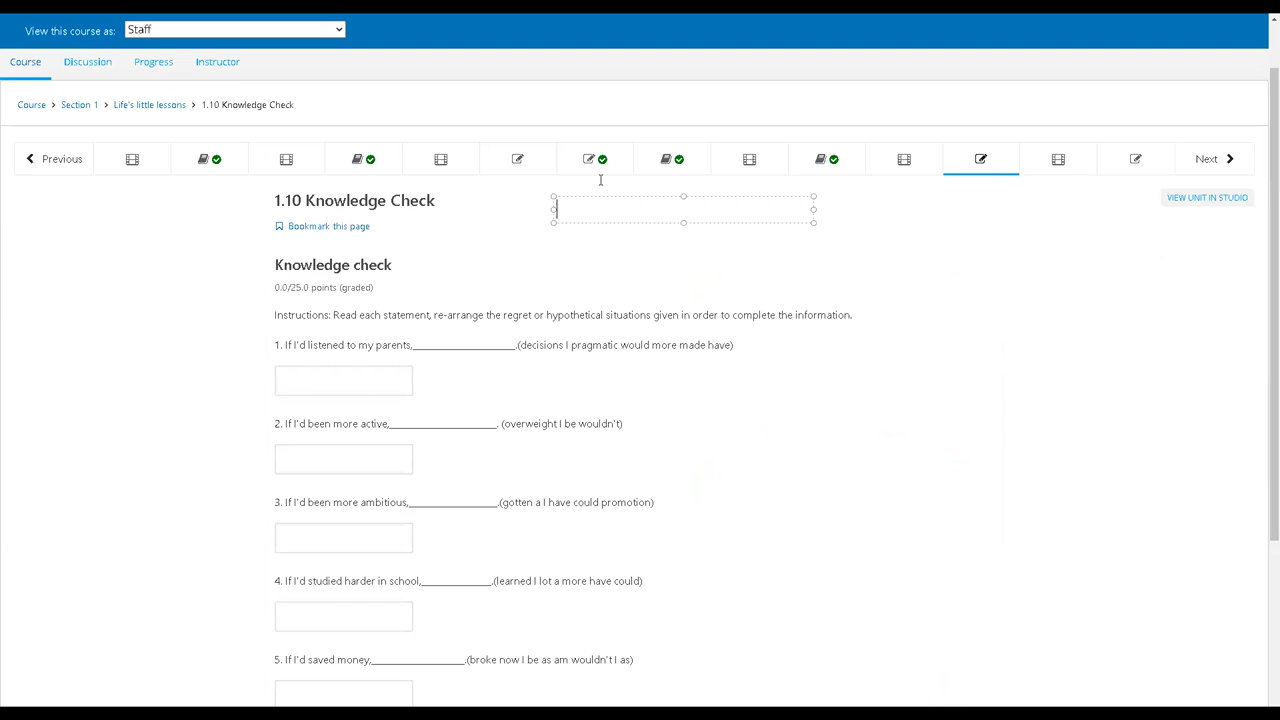 View this course as: Staff
Course Discussion Progress Instructor
Course > Section 1 > Life's little lessons > 1.10 Knowledge Check
Previous Next
1.10 Knowledge Check
VIEW UNIT IN STUDIO
Bookmark this page
Knowledge check
0.0/25.0 points (graded)
Instructions: Read each statement, re-arrange the regret or hypothetical situations given in order to complete the information.
1. If I'd listened to my parents,____________________.(decisions I pragmatic would more made have)
2. If I'd been more active,_____________________. (overweight I be wouldn't)
3. If I'd been more ambitious,_________________.(gotten a I have could promotion)
4. If I'd studied harder in school,_____________.(learned I lot a more have could)
5. If I'd saved money,__________________.(broke now I be as am wouldn't I as)